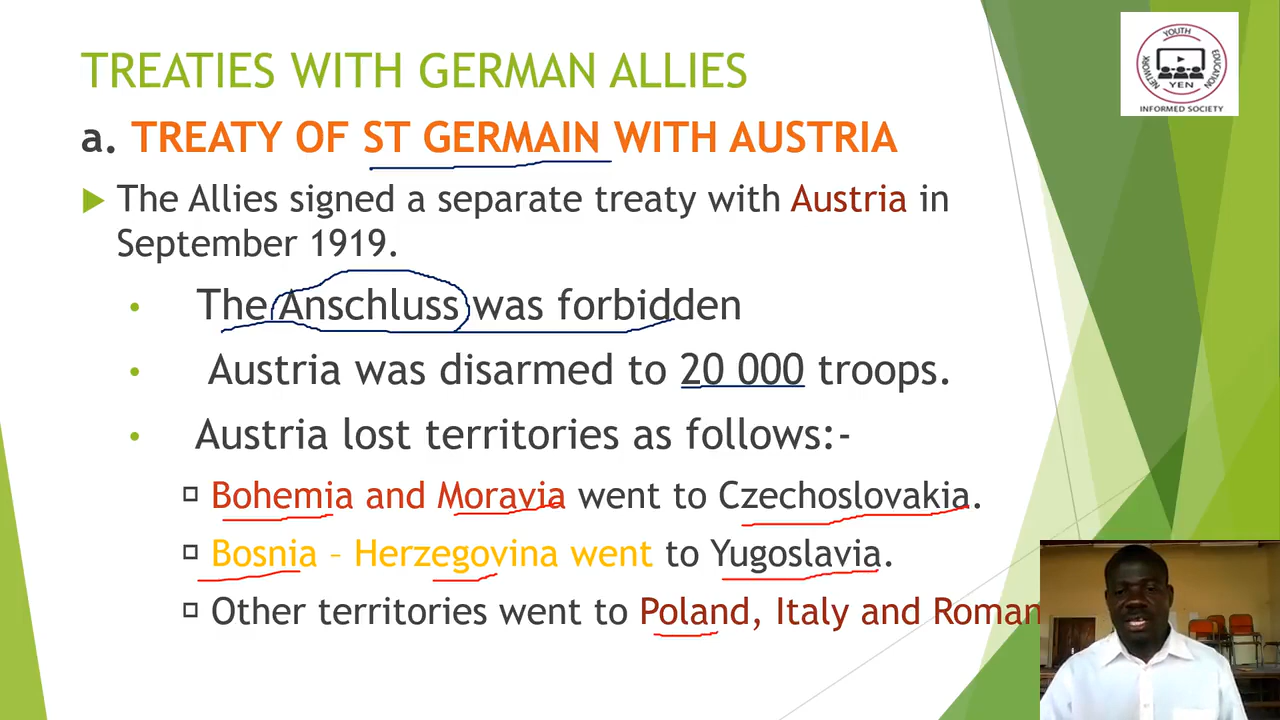 TREATIES WITH GERMAN ALLIES
a. TREATY OF ST GERMAIN WITH AUSTRIA
The Allies signed a separate treaty with Austria in
September 1919.
The Anschluss was forbidden
Austria was disarmed to 20 000 troops.
Austria lost territories as follows:-
Bohemia and Moravia went to Czechoslovakia.
Bosnia – Herzegovina went to Yugoslavia.
Other territories went to Poland, Italy and Roman
YOUTH
EDUCATION
NETWORK
YEN
INFORMED SOCIETY